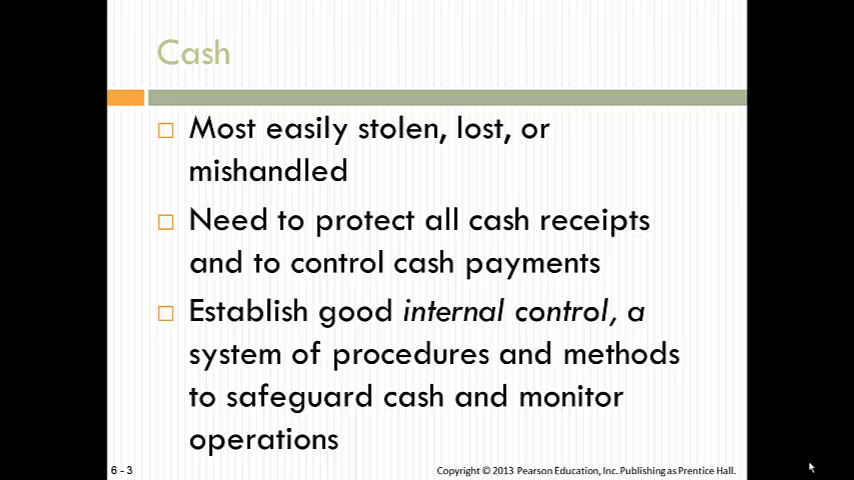 Cash
Most easily stolen, lost, or
mishandled
Need to protect all cash receipts
and to control cash payments
Establish good internal control, a
system of procedures and methods
to safeguard cash and monitor
operations
6 - 3
Copyright © 2013 Pearson Education, Inc. Publishing as Prentice Hall.